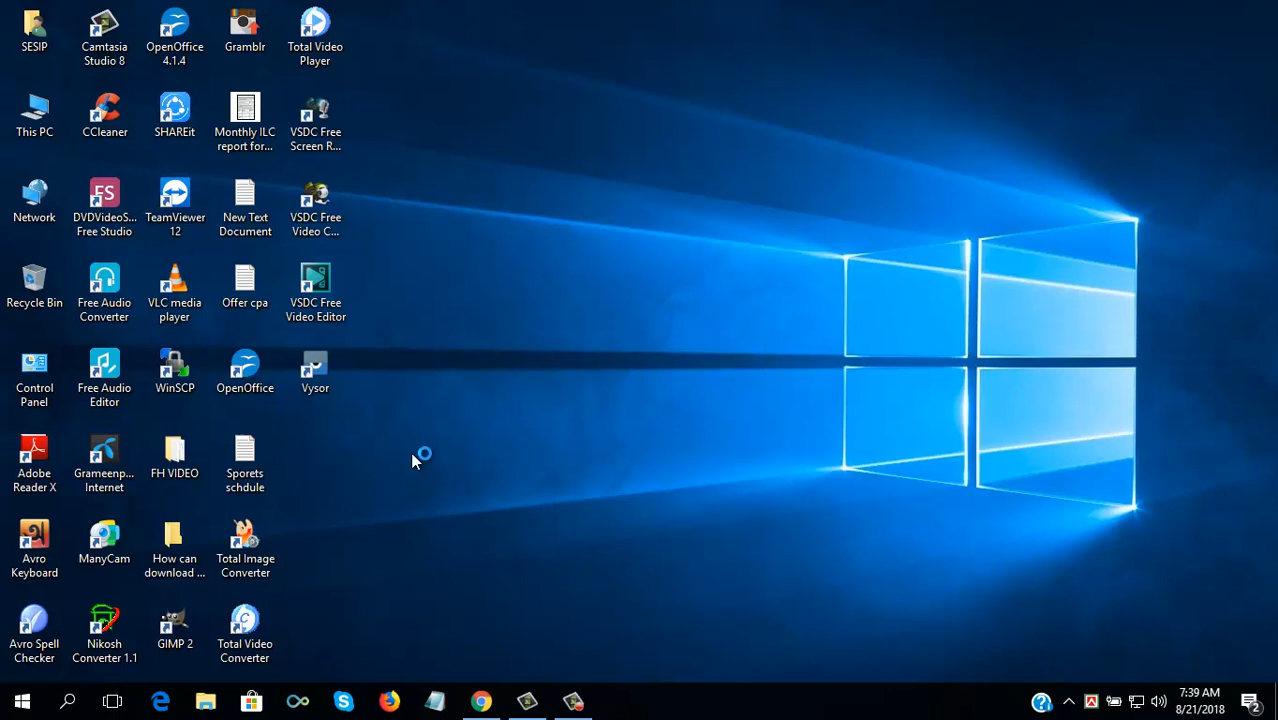 SESIP
Camtasia
Studio 8
OpenOffice
4.1.4
Gramblr
Total Video
Player
This PC
CCleaner
SHAREit
Monthly ILC
report for...
VSDC Free
Screen R...
Network
FS
DVDVideoS...
Free Studio
TeamViewer
12
New Text
Document
VSDC Free
Video C...
Recycle Bin
Free Audio
Converter
VLC media
player
Offer cpa
VSDC Free
Video Editor
Control
Panel
Free Audio
Editor
WinSCP
OpenOffice
Vysor
Adobe
Reader X
Grameenp...
Internet
FH VIDEO
Sporets
schdule
Avro
Keyboard
ManyCam
How can
download ...
Total Image
Converter
Avro Spell
Checker
Nikosh
Converter 1.1
GIMP 2
Total Video
Converter
7:39 AM
8/21/2018
2